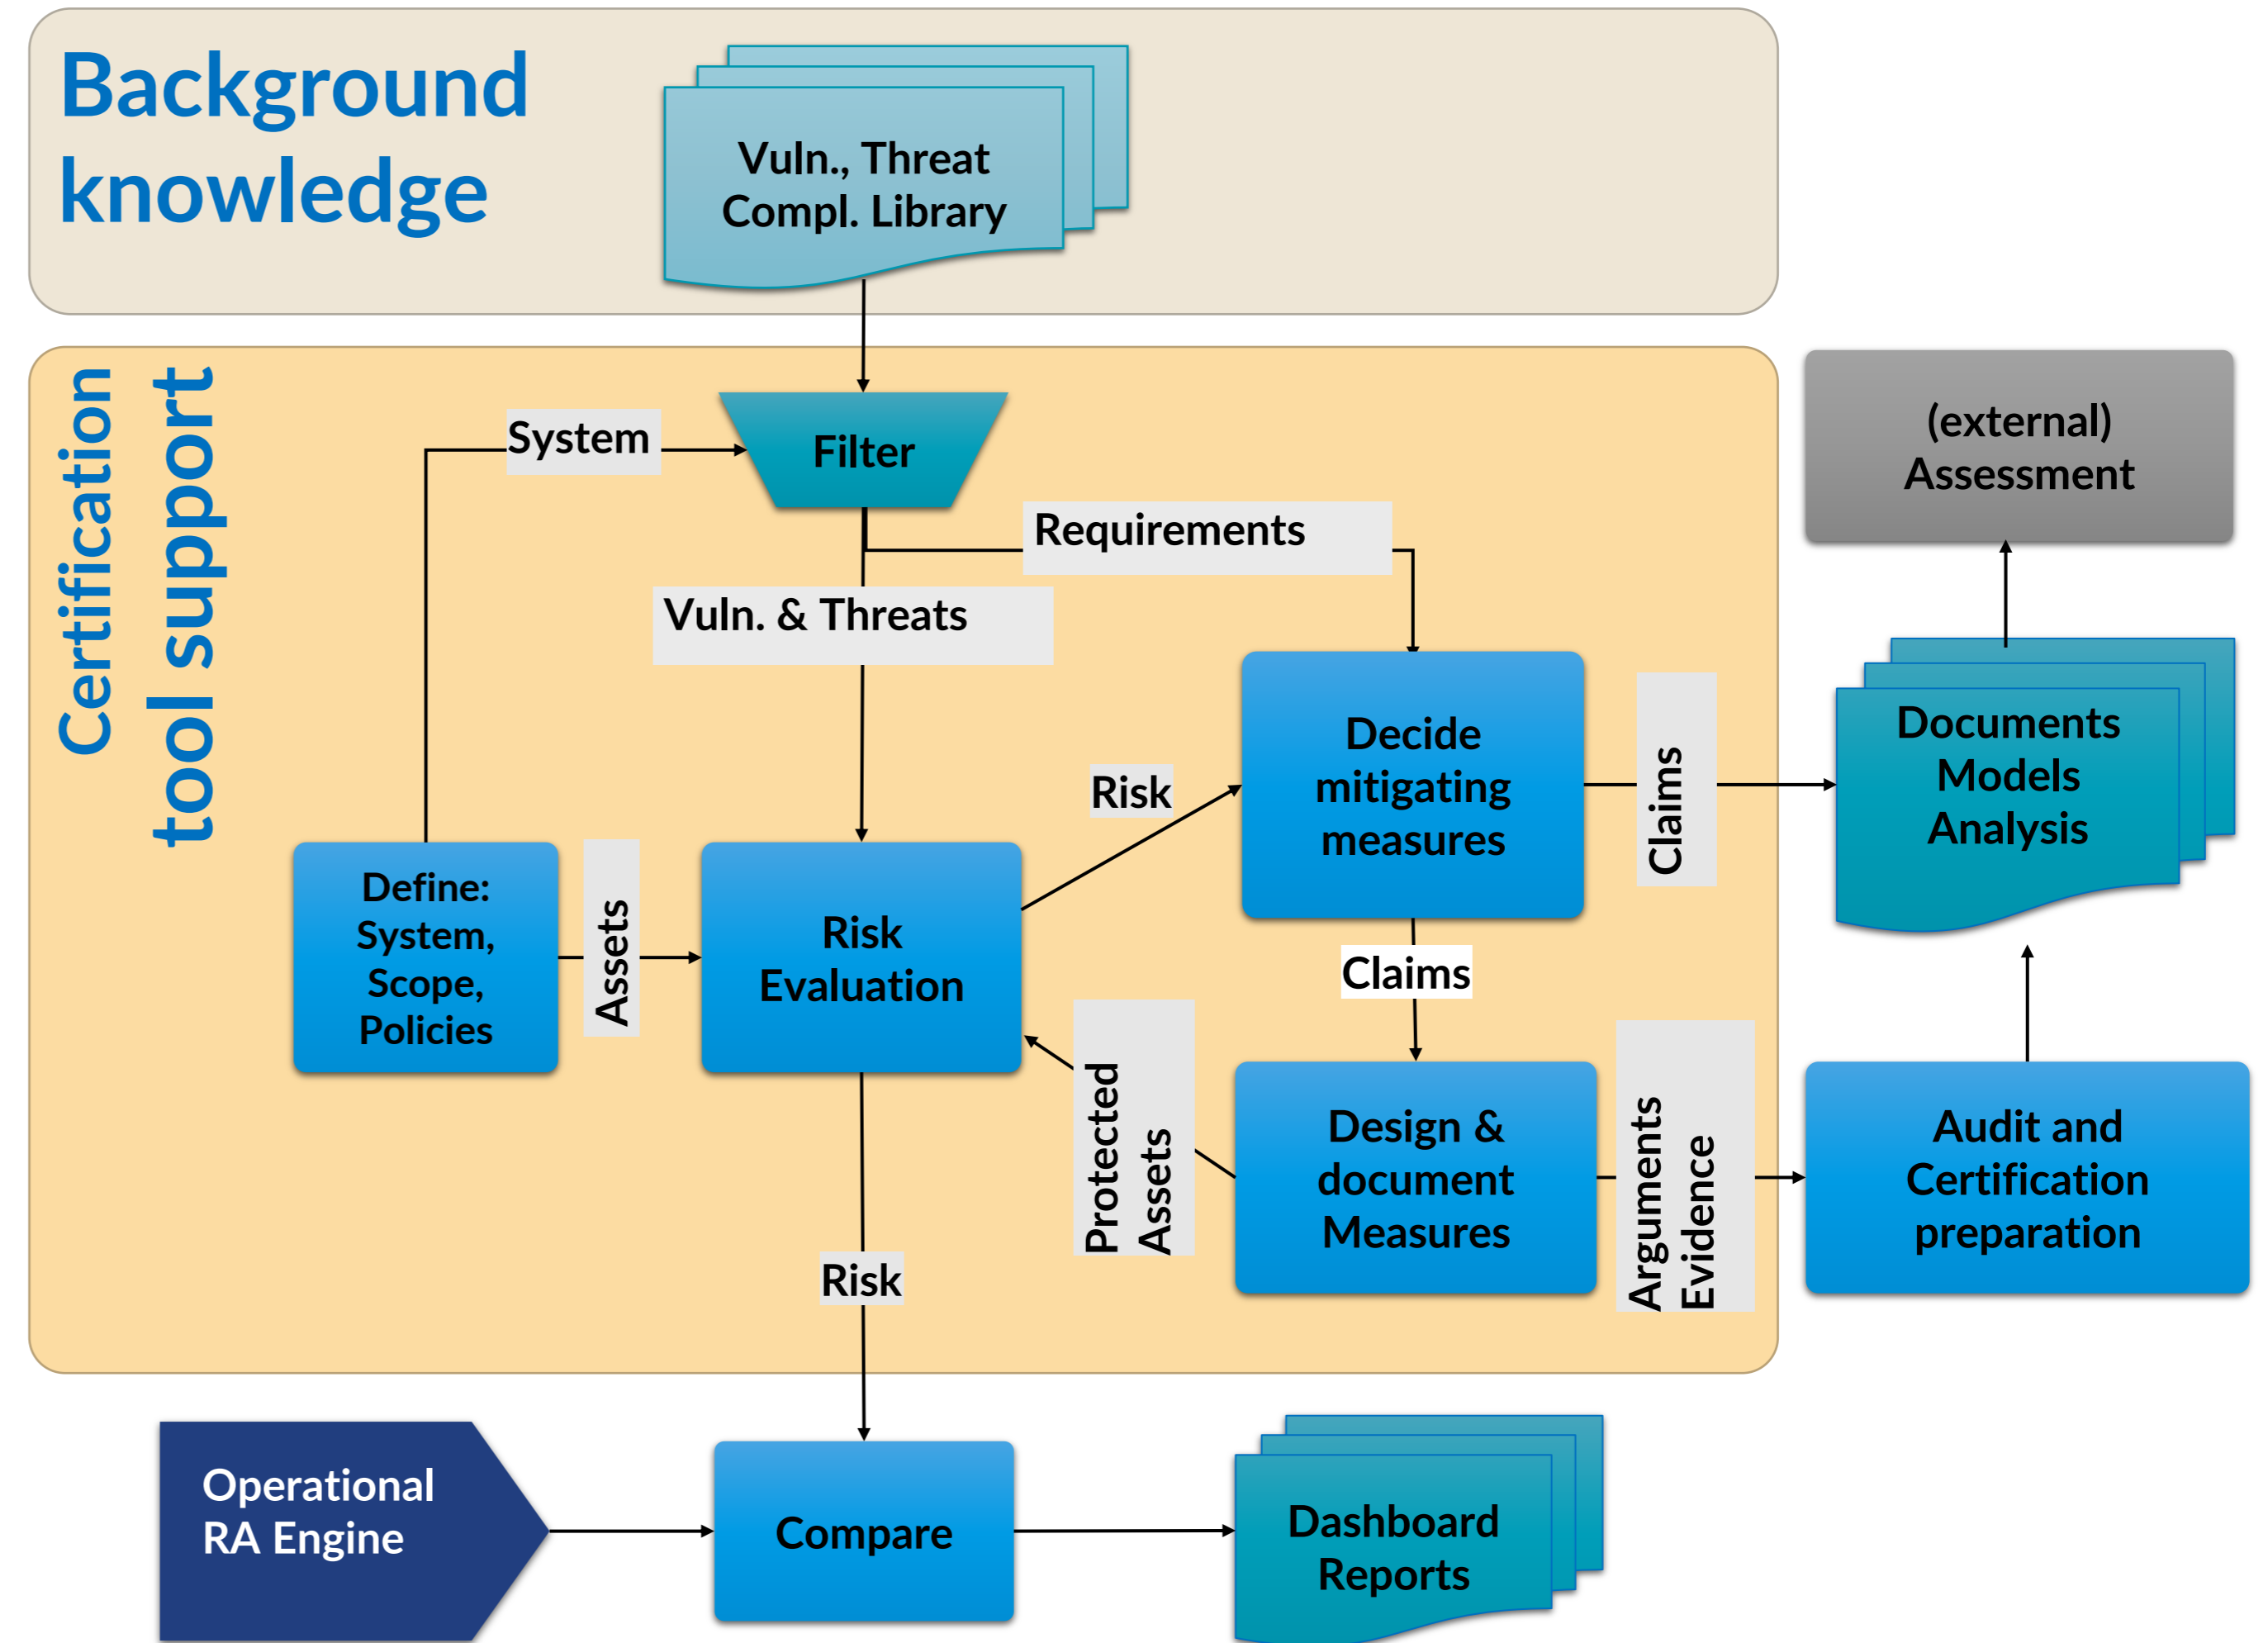 Background
knowledge
Vuln., Threat
Compl. Library
Certification
tool support
System
Filter
(external)
Assessment
Requirements
Vuln. & Threats
Decide
mitigating
measures
Claims
Documents
Models
Analysis
Risk
Define:
System,
Scope,
Policies
Assets
Risk
Evaluation
Claims
Protected
Assets
Design &
document
Measures
Arguments
Evidence
Audit and
Certification
preparation
Risk
Operational
RA Engine
Compare
Dashboard
Reports